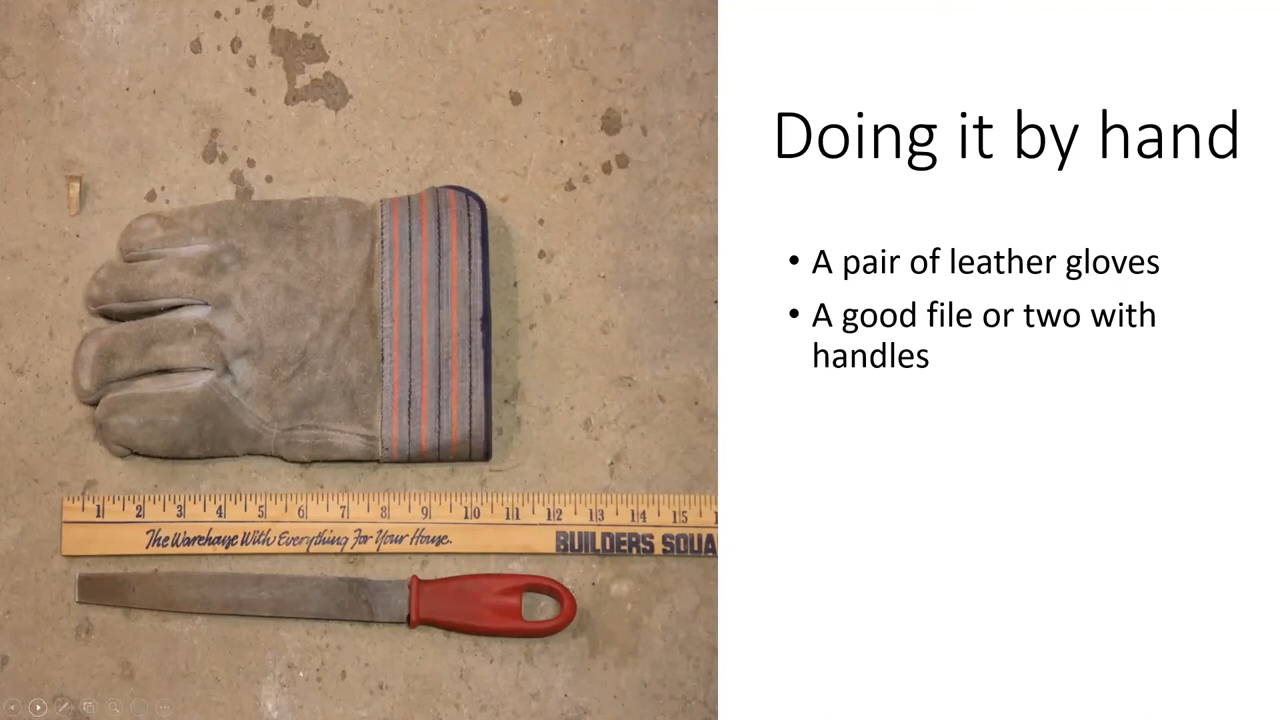 Doing it by hand
• A pair of leather gloves
• A good file or two with
handles
1 2 3 4 5 6 7 8 9 10 11 12 13 14 15
The Warehouse With Everything For Your House.
BUILDERS SQUA